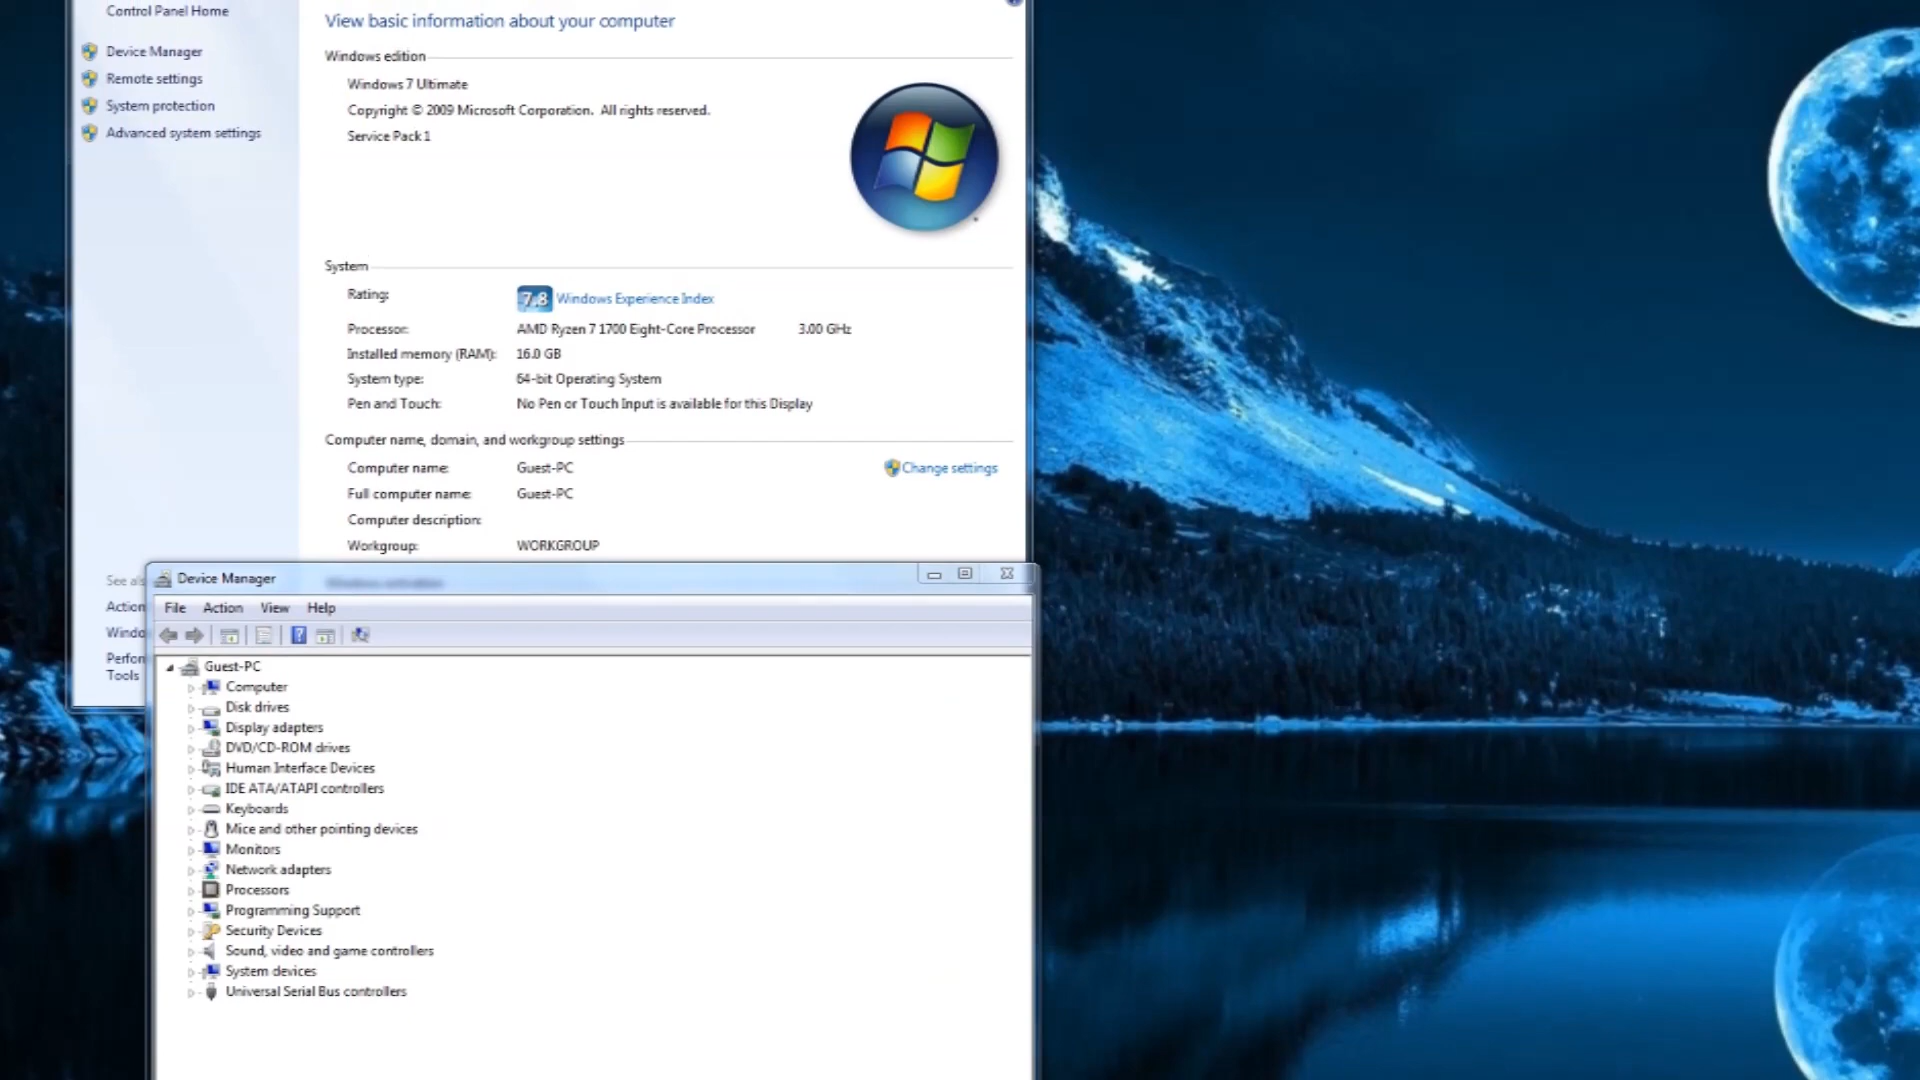 Control Panel Home
Device Manager
Remote settings
System protection
Advanced system settings
See als
Action
Windo
Perfor
Tools
View basic information about your computer
Windows edition
Windows 7 Ultimate
Copyright © 2009 Microsoft Corporation. All rights reserved.
Service Pack 1
System
Rating: 7.8 Windows Experience Index
Processor: AMD Ryzen 7 1700 Eight-Core Processor 3.00 GHz
Installed memory (RAM): 16.0 GB
System type: 64-bit Operating System
Pen and Touch: No Pen or Touch Input is available for this Display
Computer name, domain, and workgroup settings
Computer name: Guest-PC Change settings
Full computer name: Guest-PC
Computer description:
Workgroup: WORKGROUP
Device Manager
File Action View Help
Guest-PC
Computer
Disk drives
Display adapters
DVD/CD-ROM drives
Human Interface Devices
IDE ATA/ATAPI controllers
Keyboards
Mice and other pointing devices
Monitors
Network adapters
Processors
Programming Support
Security Devices
Sound, video and game controllers
System devices
Universal Serial Bus controllers